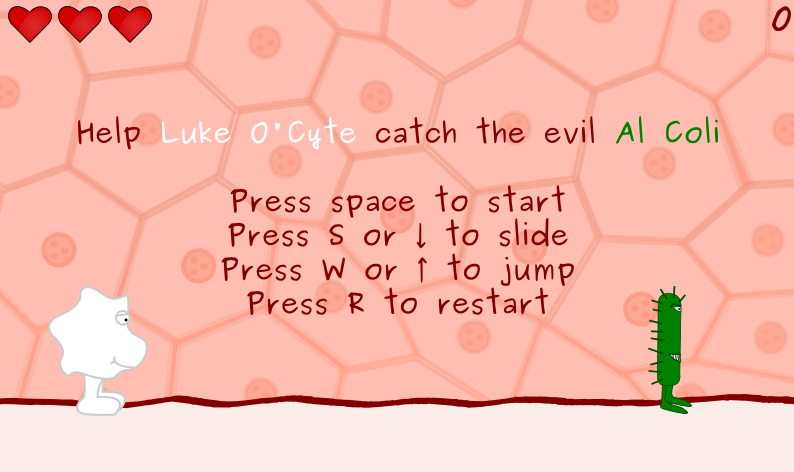 0
Help Luke O'Cyte catch the evil Al Coli
Press space to start
Press S or ↓ to slide
Press W or ↑ to jump
Press R to restart